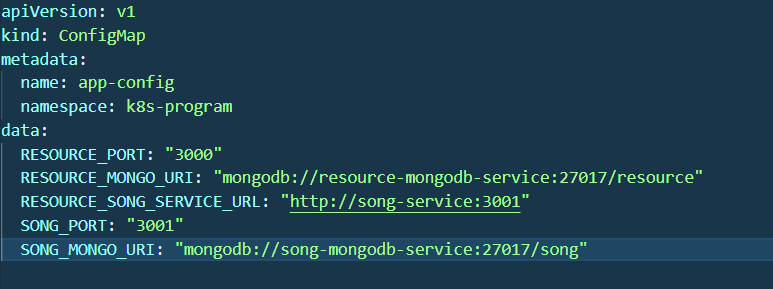 apiVersion: v1
kind: ConfigMap
metadata:
  name: app-config
  namespace: k8s-program
data:
  RESOURCE_PORT: "3000"
  RESOURCE_MONGO_URI: "mongodb://resource-mongodb-service:27017/resource"
  RESOURCE_SONG_SERVICE_URL: "http://song-service:3001"
  SONG_PORT: "3001"
  SONG_MONGO_URI: "mongodb://song-mongodb-service:27017/song"